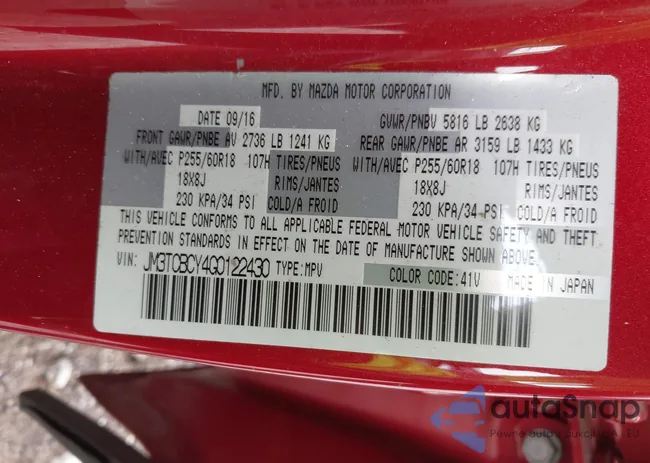 MFD. BY MAZDA MOTOR CORPORATION
DATE 09/16 GVWR/PNBV 5816 LB 2638 KG
FRONT GAWR/PNBE AV 2736 LB 1241 KG REAR GAWR/PNBE AR 3159 LB 1433 KG
WITH/AVEC P255/60R18 107H TIRES/PNEUS WITH/AVEC P255/60R18 107H TIRES/PNEUS
18X8J RIMS/JANTES 18X8J RIMS/JANTES
230 KPA/34 PSI COLD/A FROID 230 KPA/34 PSI COLD/A FROID
THIS VEHICLE CONFORMS TO ALL APPLICABLE FEDERAL MOTOR VEHICLE SAFETY AND THEFT
PREVENTION STANDARDS IN EFFECT ON THE DATE OF MANUFACTURE SHOWN ABOVE.
VIN: JM3TCBCY4G0122430 TYPE:MPV COLOR CODE:41V MADE IN JAPAN
autoSnap
Pewne auto z aukcji USA i EU